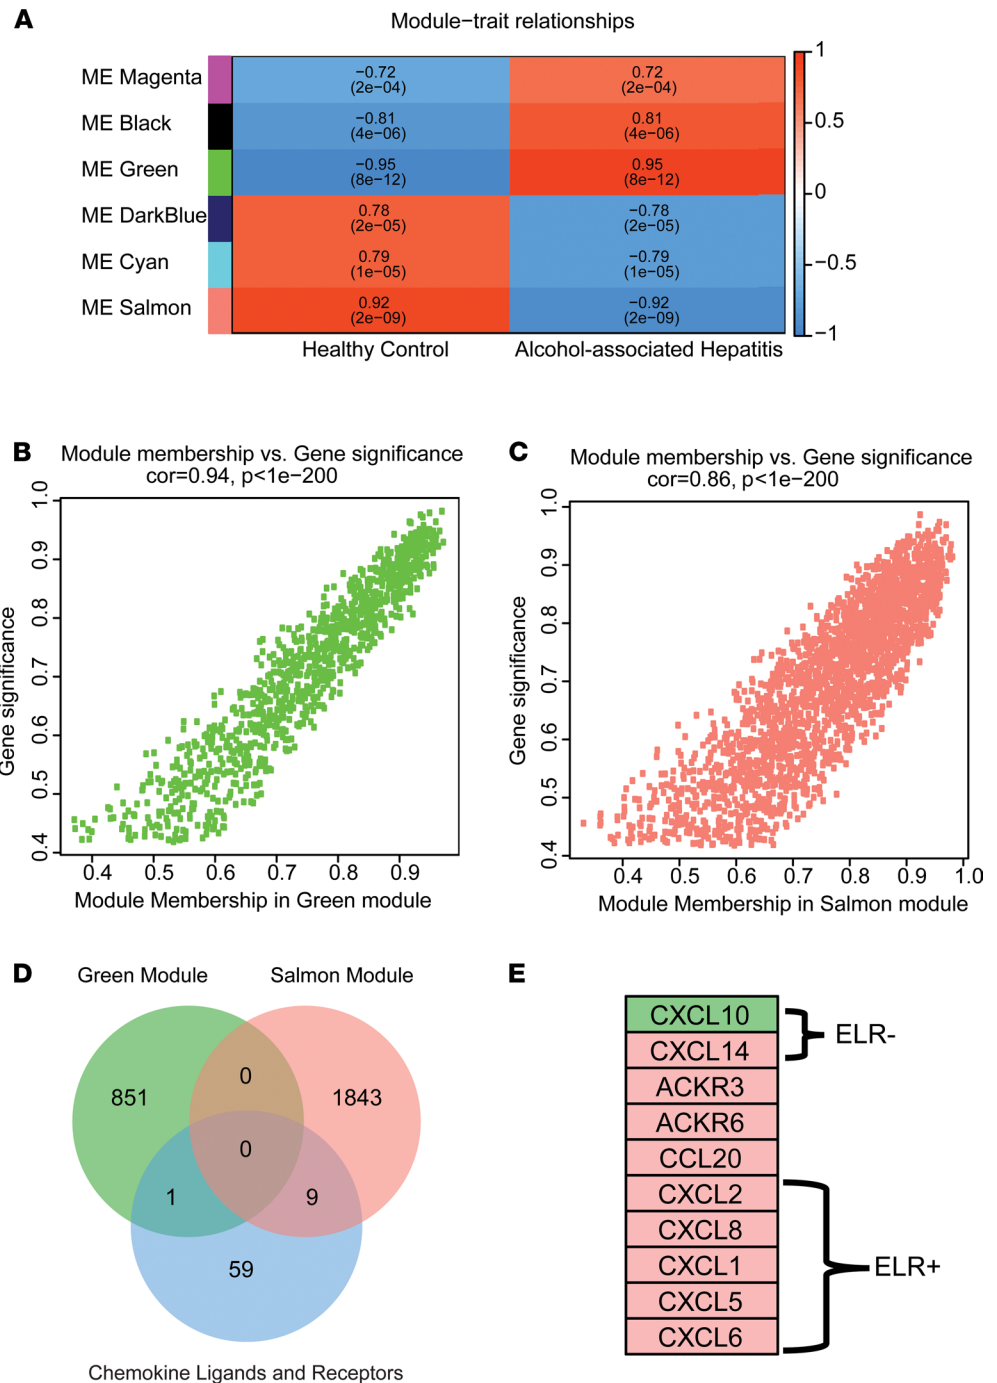 A
Module−trait relationships
ME Magenta
−0.72
(2e−04)
0.72
(2e−04)
ME Black
−0.81
(4e−06)
0.81
(4e−06)
ME Green
−0.95
(8e−12)
0.95
(8e−12)
ME DarkBlue
0.78
(2e−05)
−0.78
(2e−05)
ME Cyan
0.79
(1e−05)
−0.79
(1e−05)
ME Salmon
0.92
(2e−09)
−0.92
(2e−09)
Healthy Control
Alcohol-associated Hepatitis
1
0.5
0
−0.5
−1
B
Module membership vs. Gene significance
cor=0.94, p<1e−200
Gene significance
1.0
0.9
0.8
0.7
0.6
0.5
0.4
0.4 0.5 0.6 0.7 0.8 0.9
Module Membership in Green module
C
Module membership vs. Gene significance
cor=0.86, p<1e−200
Gene significance
1.0
0.9
0.8
0.7
0.6
0.5
0.4
0.4 0.5 0.6 0.7 0.8 0.9 1.0
Module Membership in Salmon module
D
Green Module
Salmon Module
851
0
1843
0
1
9
59
Chemokine Ligands and Receptors
E
CXCL10
CXCL14
ELR-
ACKR3
ACKR6
CCL20
CXCL2
CXCL8
CXCL1
CXCL5
CXCL6
ELR+